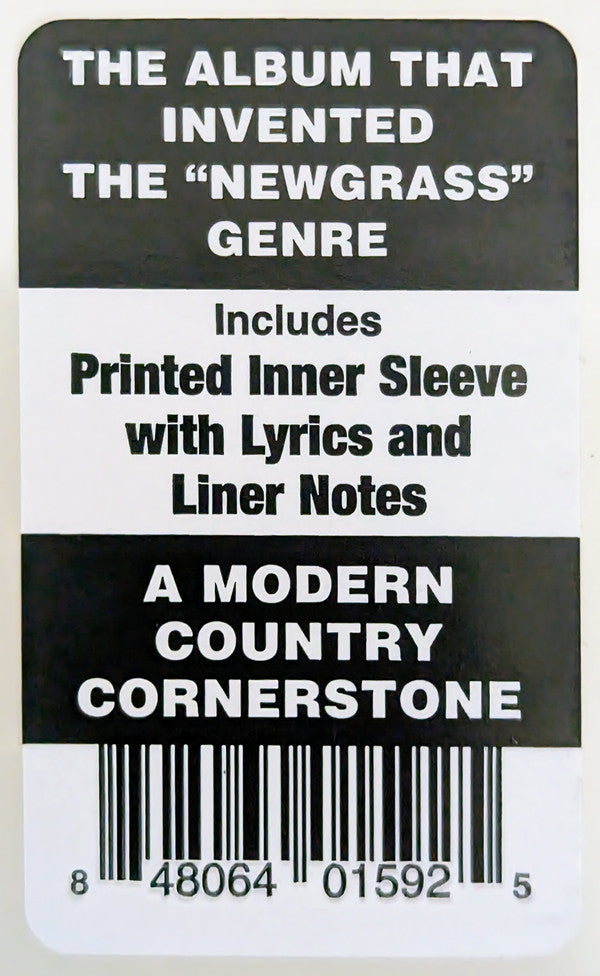 THE ALBUM THAT
INVENTED
THE “NEWGRASS”
GENRE
Includes
Printed Inner Sleeve
with Lyrics and
Liner Notes
A MODERN
COUNTRY
CORNERSTONE
8 48064 01592 5